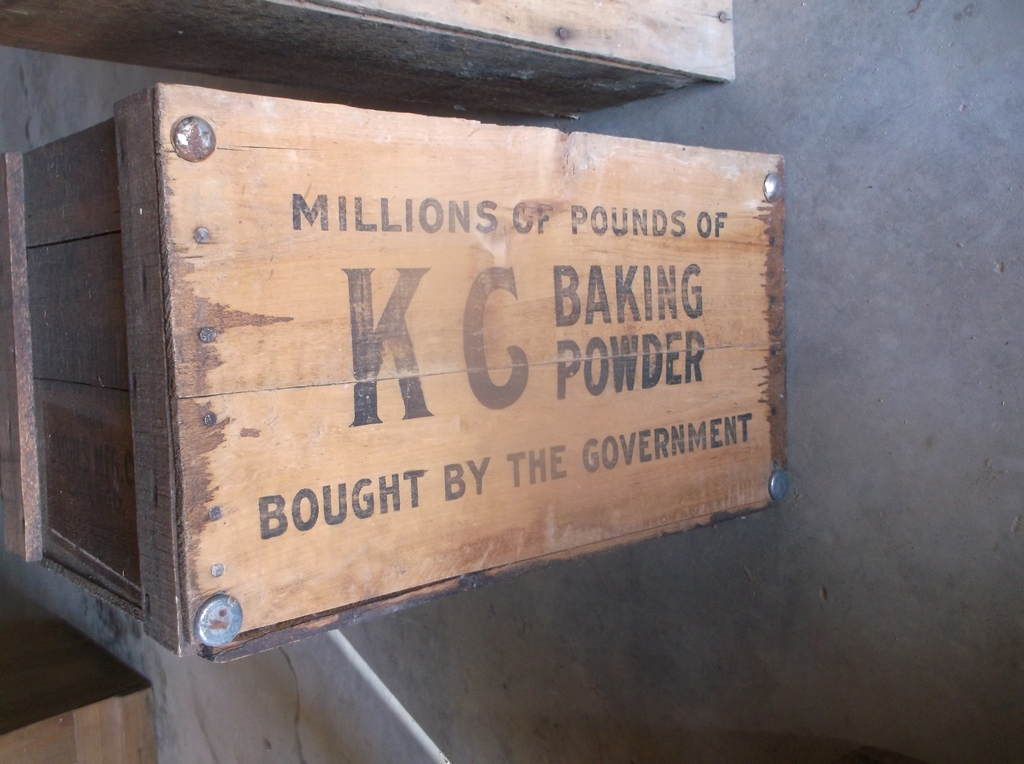 MILLIONS OF POUNDS OF
KC BAKING
POWDER
BOUGHT BY THE GOVERNMENT